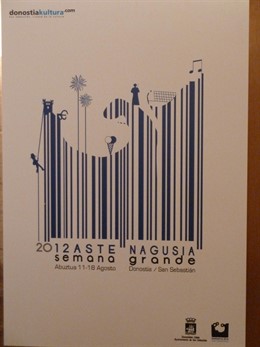 donostiakultura.com
2012 ASTE NAGUSIA
semana grande
Abuztua 11-18 Agosto
Donostia / San Sebastián